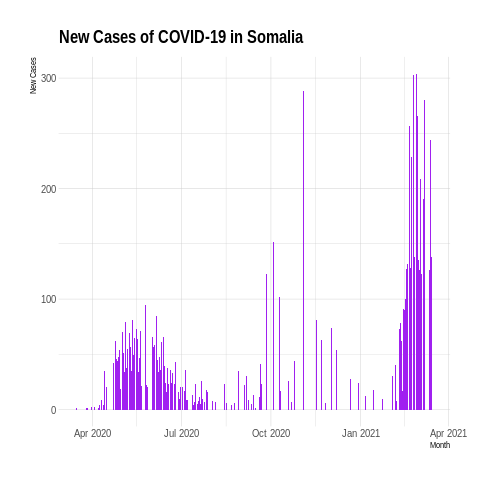 New Cases of COVID-19 in Somalia
New Cases
300
200
100
0
Apr 2020
Jul 2020
Oct 2020
Jan 2021
Apr 2021
Month